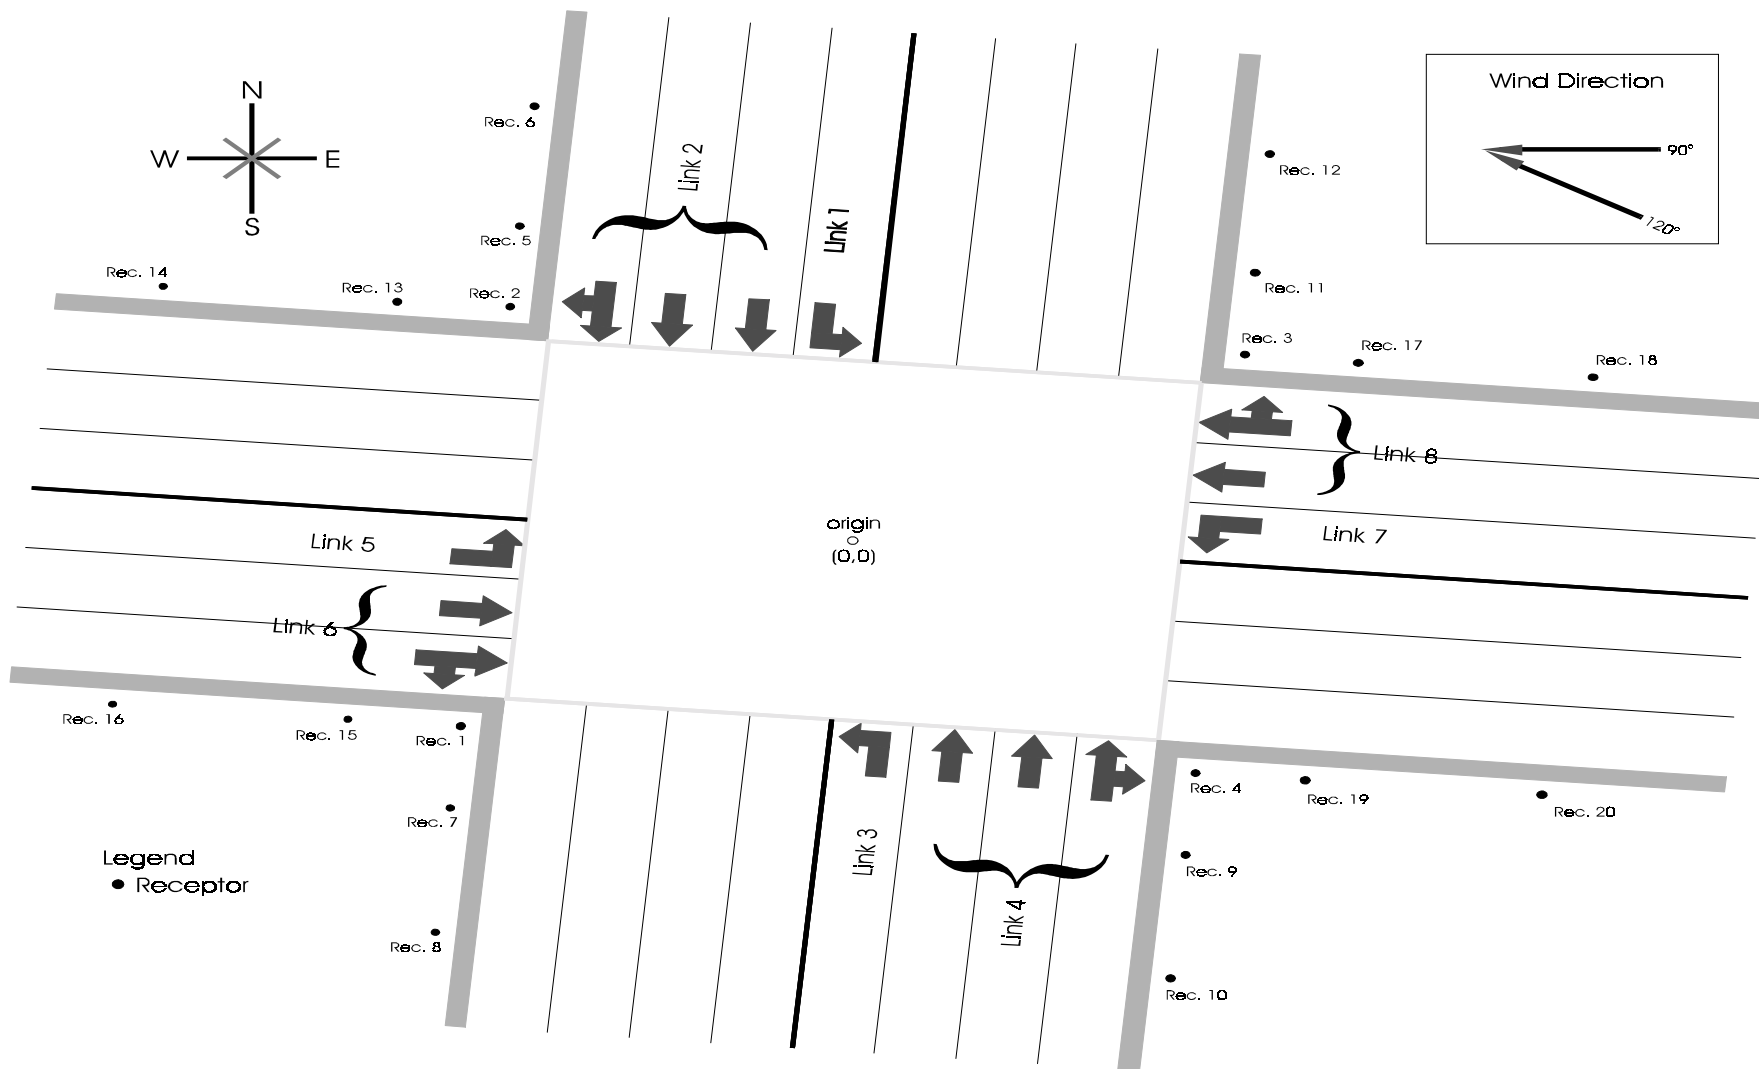 N
W E
S
Wind Direction
90°
120°
Rec. 6
Rec. 5
Rec. 14
Rec. 13
Rec. 2
Link 2
Link 1
Rec. 12
Rec. 11
Rec. 3
Rec. 17
Rec. 18
Link 8
Link 7
origin
(0,0)
Link 5
Link 6
Rec. 16
Rec. 15
Rec. 1
Rec. 7
Rec. 8
Link 3
Link 4
Rec. 4
Rec. 19
Rec. 20
Rec. 9
Rec. 10
Legend
Receptor